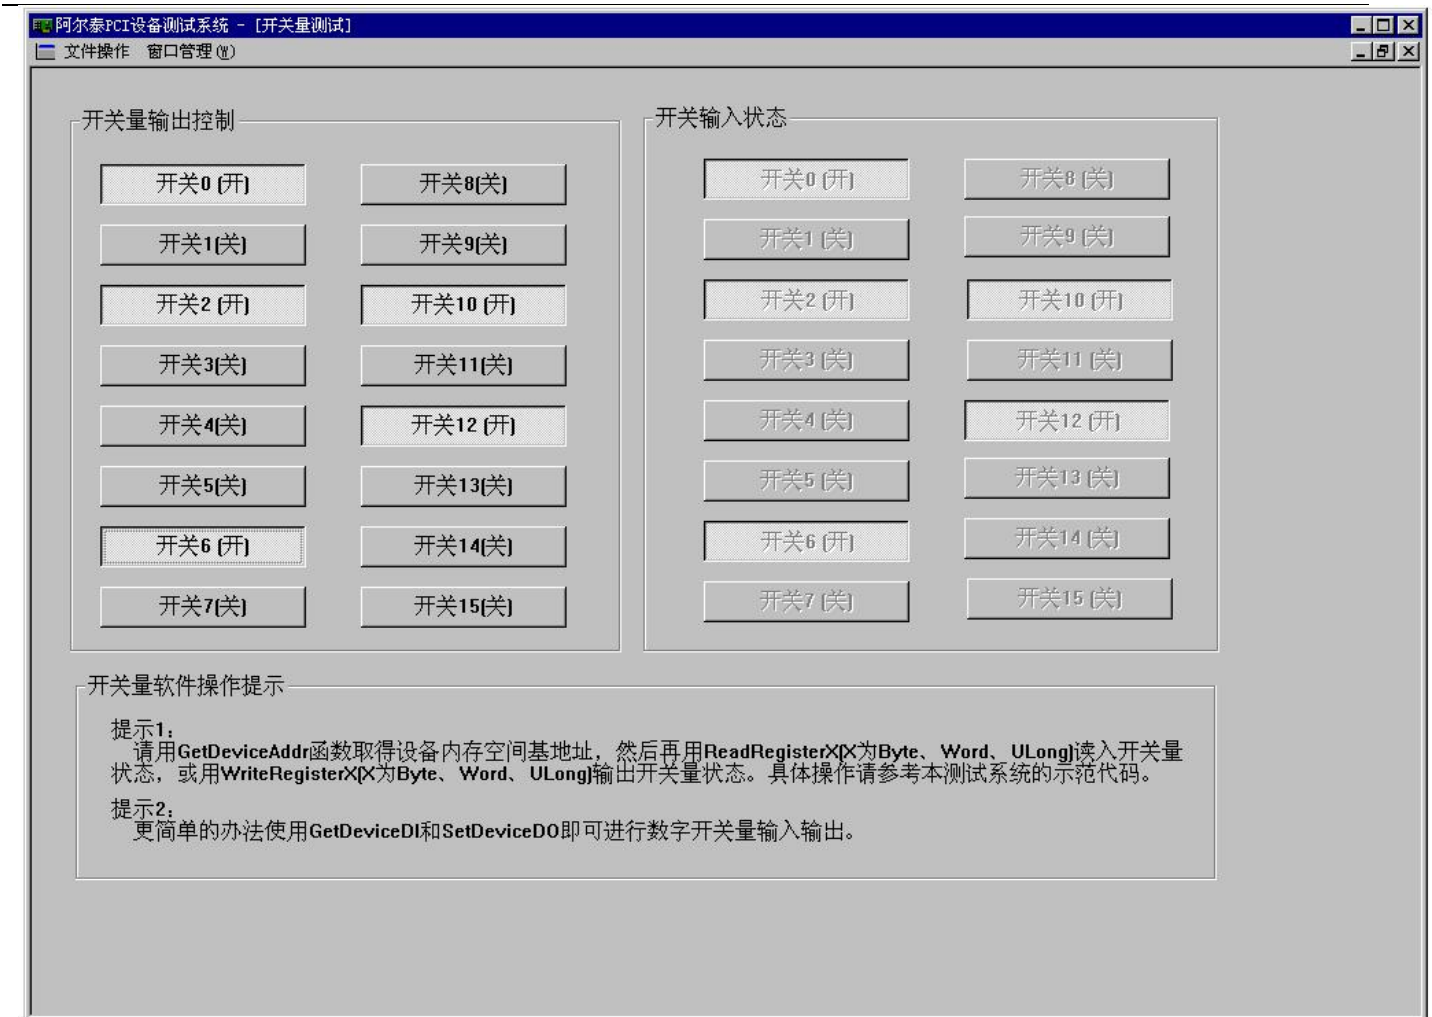 阿尔泰PCI设备测试系统 - [开关量测试]
文件操作 窗口管理(W)
开关量输出控制
开关0 (开) 开关8(关)
开关1(关) 开关9(关)
开关2 (开) 开关10 (开)
开关3(关) 开关11(关)
开关4(关) 开关12 (开)
开关5(关) 开关13(关)
开关6 (开) 开关14(关)
开关7(关) 开关15(关)
开关输入状态
开关0 (开) 开关8 (关)
开关1 (关) 开关9 (关)
开关2 (开) 开关10 (开)
开关3 (关) 开关11 (关)
开关4 (关) 开关12 (开)
开关5 (关) 开关13 (关)
开关6 (开) 开关14 (关)
开关7 (关) 开关15 (关)
开关量软件操作提示
提示1：
请用GetDeviceAddr函数取得设备内存空间基地址，然后再用ReadRegisterX(X为Byte、Word、ULong)读入开关量
状态，或用WriteRegisterX(X为Byte、Word、ULong)输出开关量状态。具体操作请参考本测试系统的示范代码。
提示2：
更简单的办法使用GetDeviceDI和SetDeviceDO即可进行数字开关量输入输出。